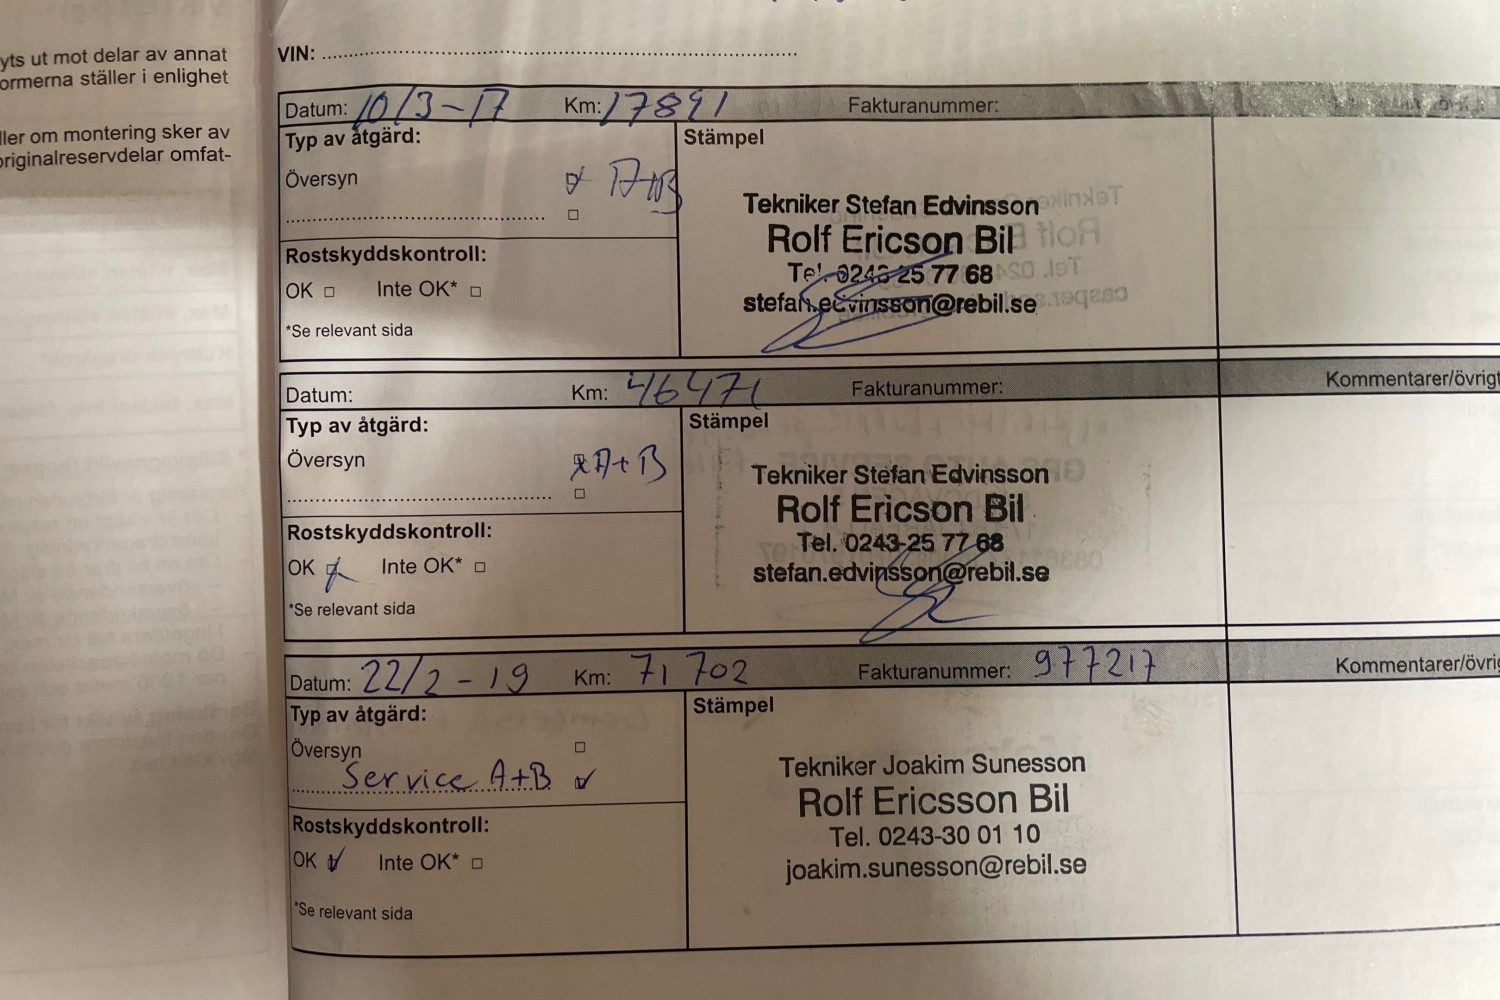 yts ut mot delar av annat
ormerna ställer i enlighet
ller om montering sker av
originalreservdelar omfat-
VIN:
Datum: 10/3-17 Km: 17891 Fakturanummer:
Typ av åtgärd: Stämpel
Översyn A+B
Tekniker Stefan Edvinsson
Rolf Ericson Bil
Tel. 0243-25 77 68
stefan.edvinsson@rebil.se
Rostskyddskontroll:
OK Inte OK*
*Se relevant sida
Datum: Km: 46471 Fakturanummer: Kommentarer/övrigt
Typ av åtgärd: Stämpel
Översyn A+B
Tekniker Stefan Edvinsson
Rolf Ericson Bil
Tel. 0243-25 77 68
stefan.edvinsson@rebil.se
Rostskyddskontroll:
OK Inte OK*
*Se relevant sida
Datum: 22/2-19 Km: 71 702 Fakturanummer: 977217 Kommentarer/övrig
Typ av åtgärd: Stämpel
Översyn
Service A+B
Tekniker Joakim Sunesson
Rolf Ericsson Bil
Tel. 0243-30 01 10
joakim.sunesson@rebil.se
Rostskyddskontroll:
OK Inte OK*
*Se relevant sida